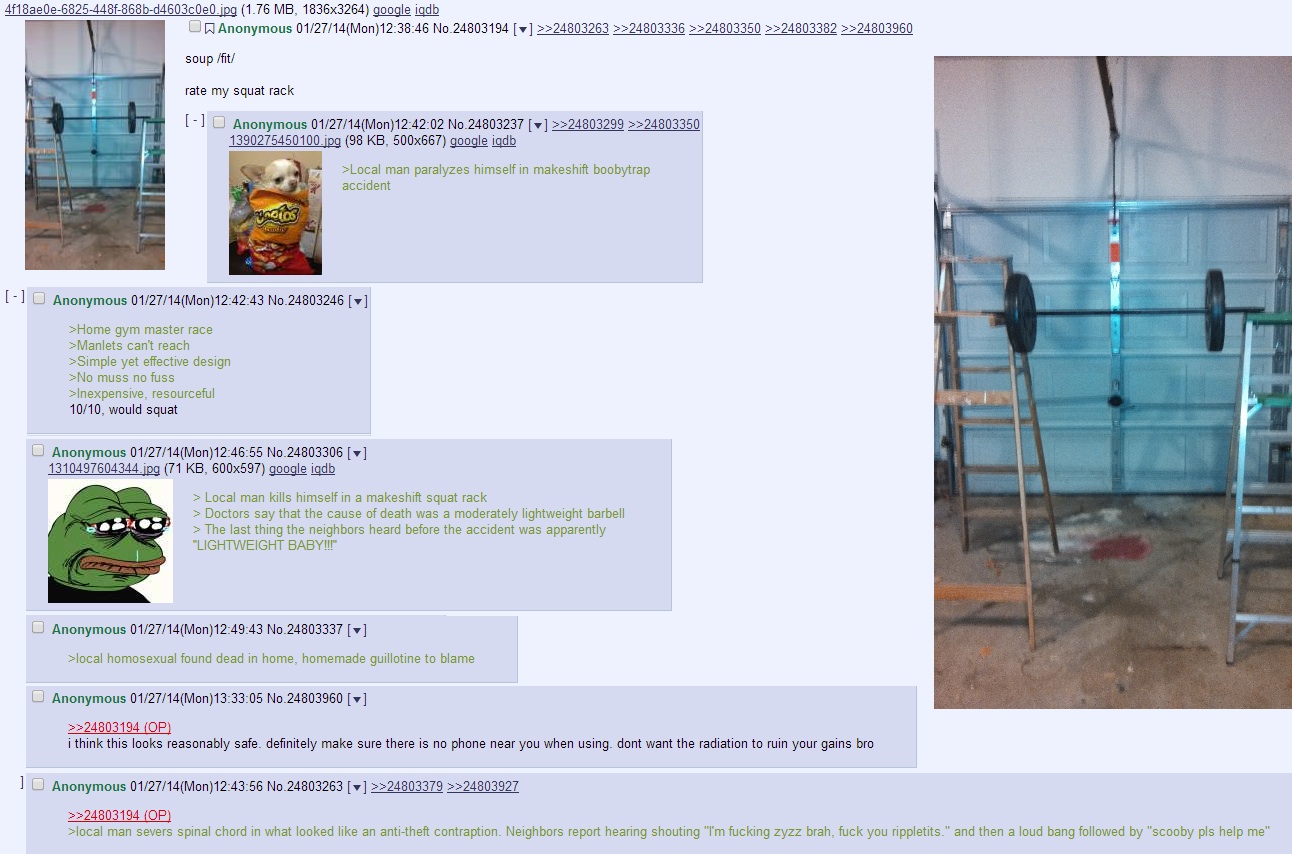 4f18ae0e-6825-448f-868b-d4603c0e0.jpg (1.76 MB, 1836x3264) google iqdb
Anonymous 01/27/14(Mon)12:38:46 No.24803194 [▼] >>24803263 >>24803336 >>24803350 >>24803382 >>24803960
soup /fit/
rate my squat rack
[ - ] Anonymous 01/27/14(Mon)12:42:02 No.24803237 [▼] >>24803299 >>24803350
1390275450100.jpg (98 KB, 500x667) google iqdb
>Local man paralyzes himself in makeshift boobytrap
accident
[ - ] Anonymous 01/27/14(Mon)12:42:43 No.24803246 [▼]
>Home gym master race
>Manlets can't reach
>Simple yet effective design
>No muss no fuss
>Inexpensive, resourceful
10/10, would squat
Anonymous 01/27/14(Mon)12:46:55 No.24803306 [▼]
1310497604344.jpg (71 KB, 600x597) google iqdb
> Local man kills himself in a makeshift squat rack
> Doctors say that the cause of death was a moderately lightweight barbell
> The last thing the neighbors heard before the accident was apparently
"LIGHTWEIGHT BABY!!!"
Anonymous 01/27/14(Mon)12:49:43 No.24803337 [▼]
>local homosexual found dead in home, homemade guillotine to blame
Anonymous 01/27/14(Mon)13:33:05 No.24803960 [▼]
>>24803194 (OP)
i think this looks reasonably safe. definitely make sure there is no phone near you when using. dont want the radiation to ruin your gains bro
] Anonymous 01/27/14(Mon)12:43:56 No.24803263 [▼] >>24803379 >>24803927
>>24803194 (OP)
>local man severs spinal chord in what looked like an anti-theft contraption. Neighbors report hearing shouting "I'm fucking zyzz brah, fuck you rippletits." and then a loud bang followed by "scooby pls help me"